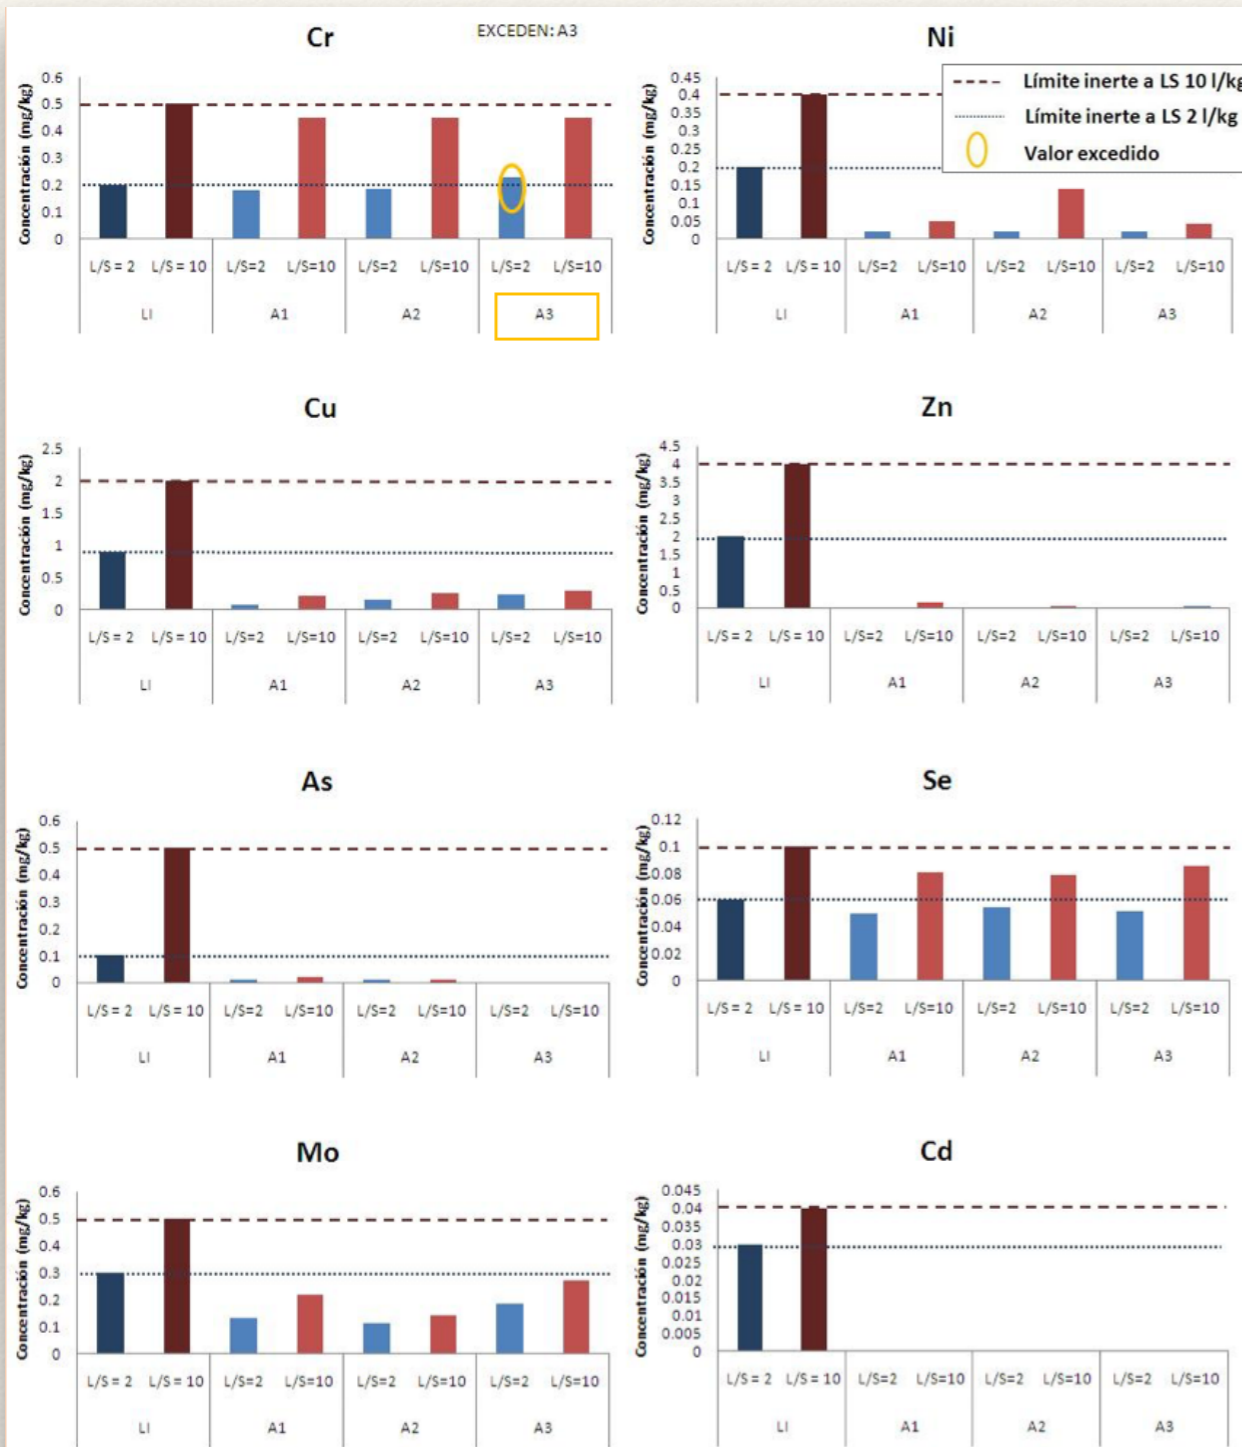 Cr
EXCEDEN: A3
Concentración (mg/kg)
0.6
0.5
0.4
0.3
0.2
0.1
0
L/S = 2 L/S = 10 L/S=2 L/S=10 L/S=2 L/S=10 L/S=2 L/S=10
LI A1 A2 A3
Ni
Límite inerte a LS 10 l/kg
Límite inerte a LS 2 l/kg
Valor excedido
Concentración (mg/kg)
0.45
0.4
0.35
0.3
0.25
0.2
0.15
0.1
0.05
0
L/S = 2 L/S = 10 L/S=2 L/S=10 L/S=2 L/S=10 L/S=2 L/S=10
LI A1 A2 A3
Cu
Concentración (mg/kg)
2.5
2
1.5
1
0.5
0
L/S = 2 L/S = 10 L/S=2 L/S=10 L/S=2 L/S=10 L/S=2 L/S=10
LI A1 A2 A3
Zn
Concentración (mg/kg)
4.5
4
3.5
3
2.5
2
1.5
1
0.5
0
L/S = 2 L/S = 10 L/S=2 L/S=10 L/S=2 L/S=10 L/S=2 L/S=10
LI A1 A2 A3
As
Concentración (mg/kg)
0.6
0.5
0.4
0.3
0.2
0.1
0
L/S = 2 L/S = 10 L/S=2 L/S=10 L/S=2 L/S=10 L/S=2 L/S=10
LI A1 A2 A3
Se
Concentración (mg/kg)
0.12
0.1
0.08
0.06
0.04
0.02
0
L/S = 2 L/S = 10 L/S=2 L/S=10 L/S=2 L/S=10 L/S=2 L/S=10
LI A1 A2 A3
Mo
Concentración (mg/kg)
0.6
0.5
0.4
0.3
0.2
0.1
0
L/S = 2 L/S = 10 L/S=2 L/S=10 L/S=2 L/S=10 L/S=2 L/S=10
LI A1 A2 A3
Cd
Concentración (mg/kg)
0.045
0.04
0.035
0.03
0.025
0.02
0.015
0.01
0.005
0
L/S = 2 L/S = 10 L/S=2 L/S=10 L/S=2 L/S=10 L/S=2 L/S=10
LI A1 A2 A3